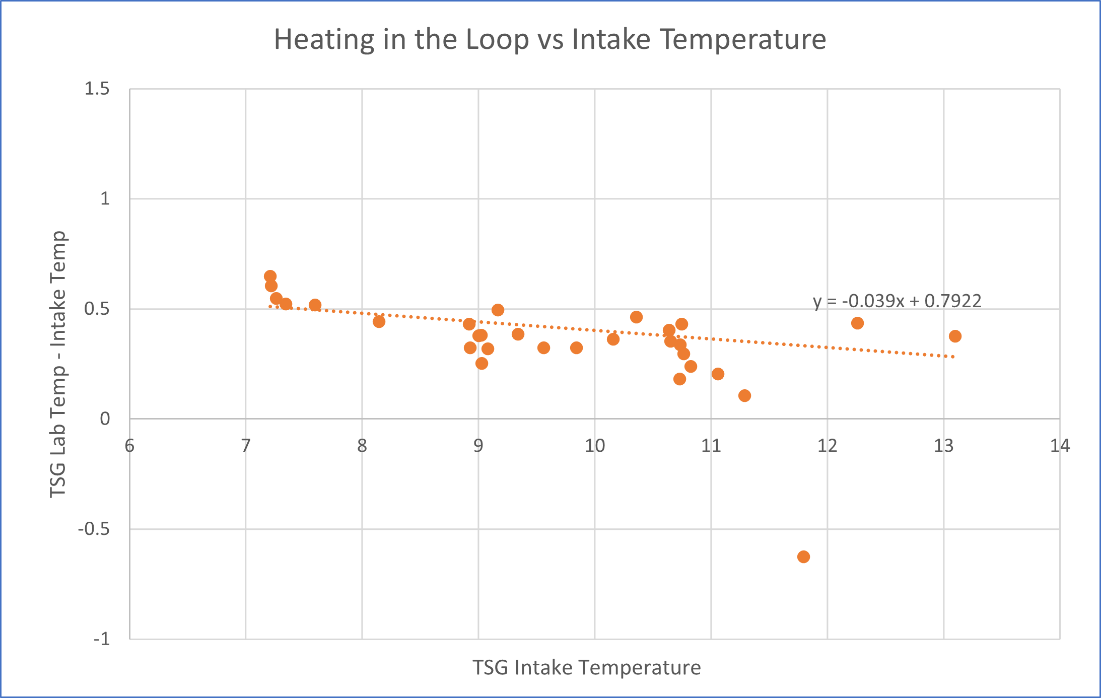 Heating in the Loop vs Intake Temperature
1.5
1
0.5
0
-0.5
-1
TSG Lab Temp - Intake Temp
y = -0.039x + 0.7922
6 7 8 9 10 11 12 13 14
TSG Intake Temperature